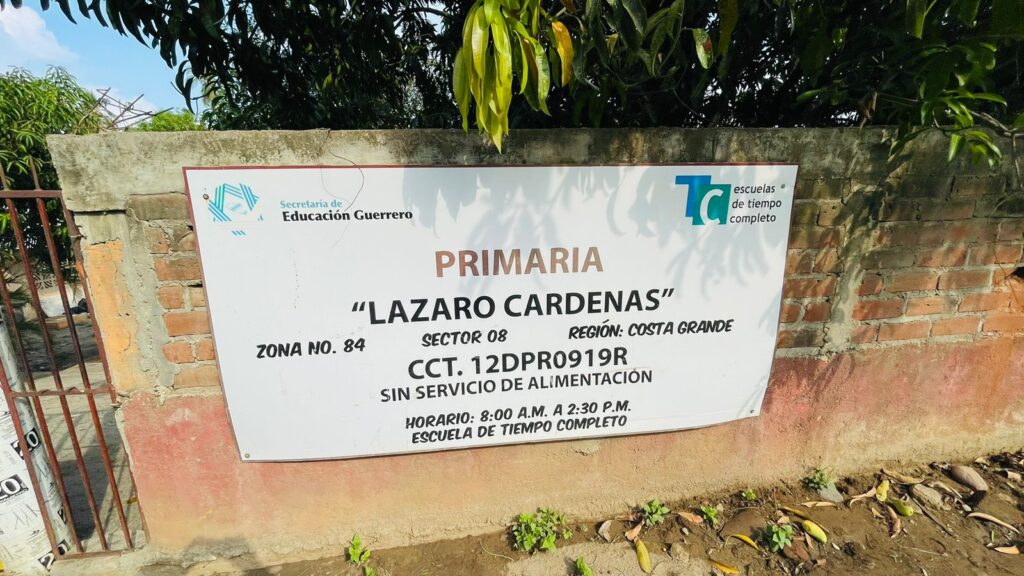 Secretaría de
Educación Guerrero
TC escuelas
de tiempo
completo
PRIMARIA
“LAZARO CARDENAS”
ZONA NO. 84 SECTOR 08 REGIÓN: COSTA GRANDE
CCT. 12DPR0919R
SIN SERVICIO DE ALIMENTACIÓN
HORARIO: 8:00 A.M. A 2:30 P.M.
ESCUELA DE TIEMPO COMPLETO